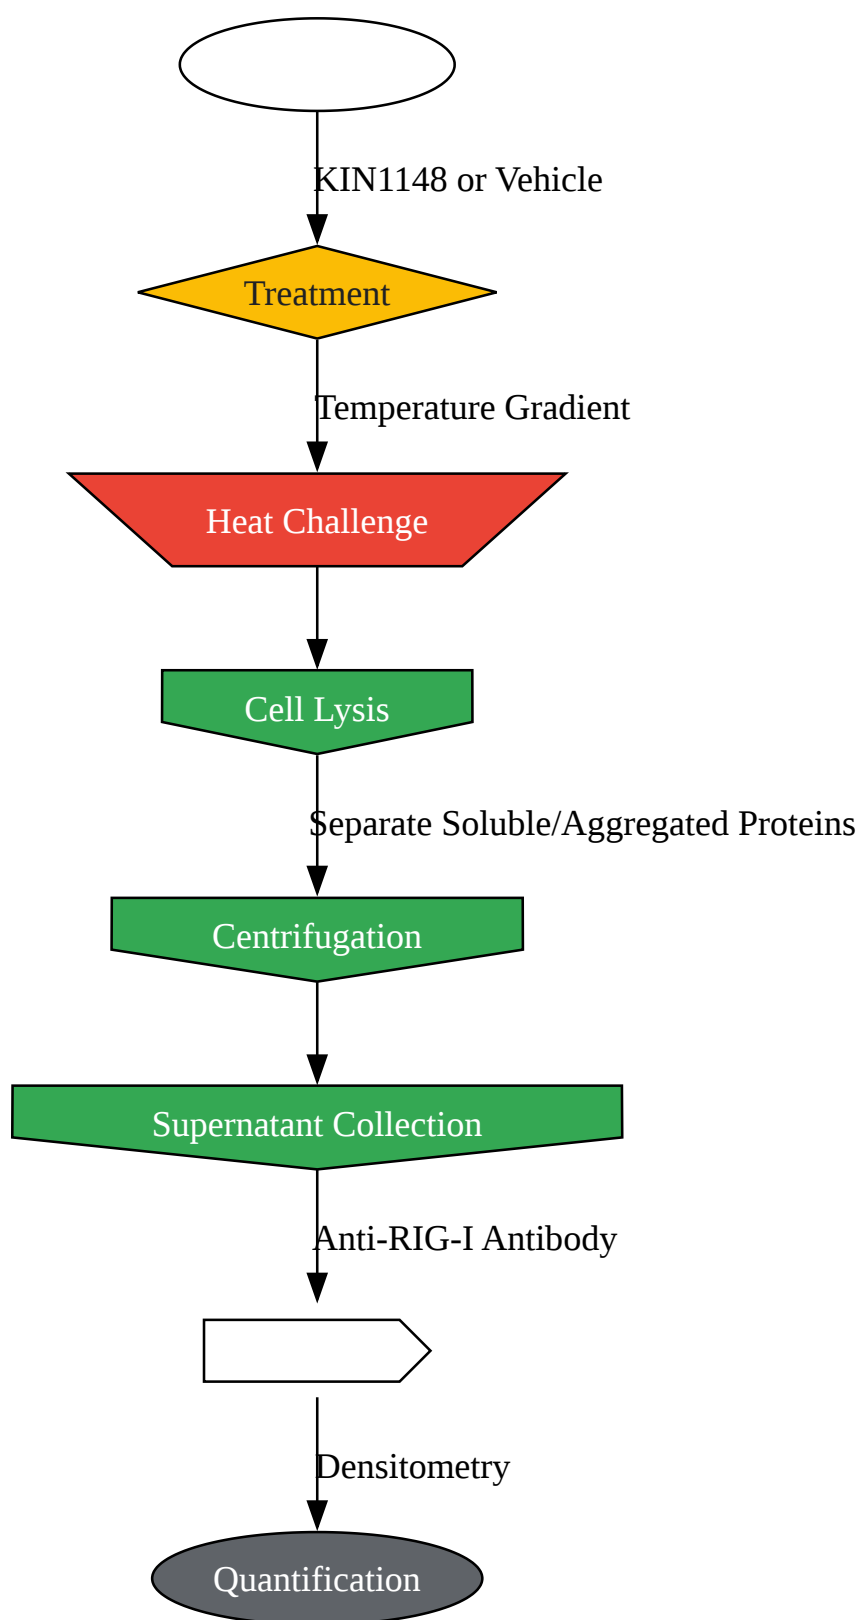 KIN1148 or Vehicle
Treatment
Temperature Gradient
Heat Challenge
Cell Lysis
Separate Soluble/Aggregated Proteins
Centrifugation
Supernatant Collection
Anti-RIG-I Antibody
Densitometry
Quantification